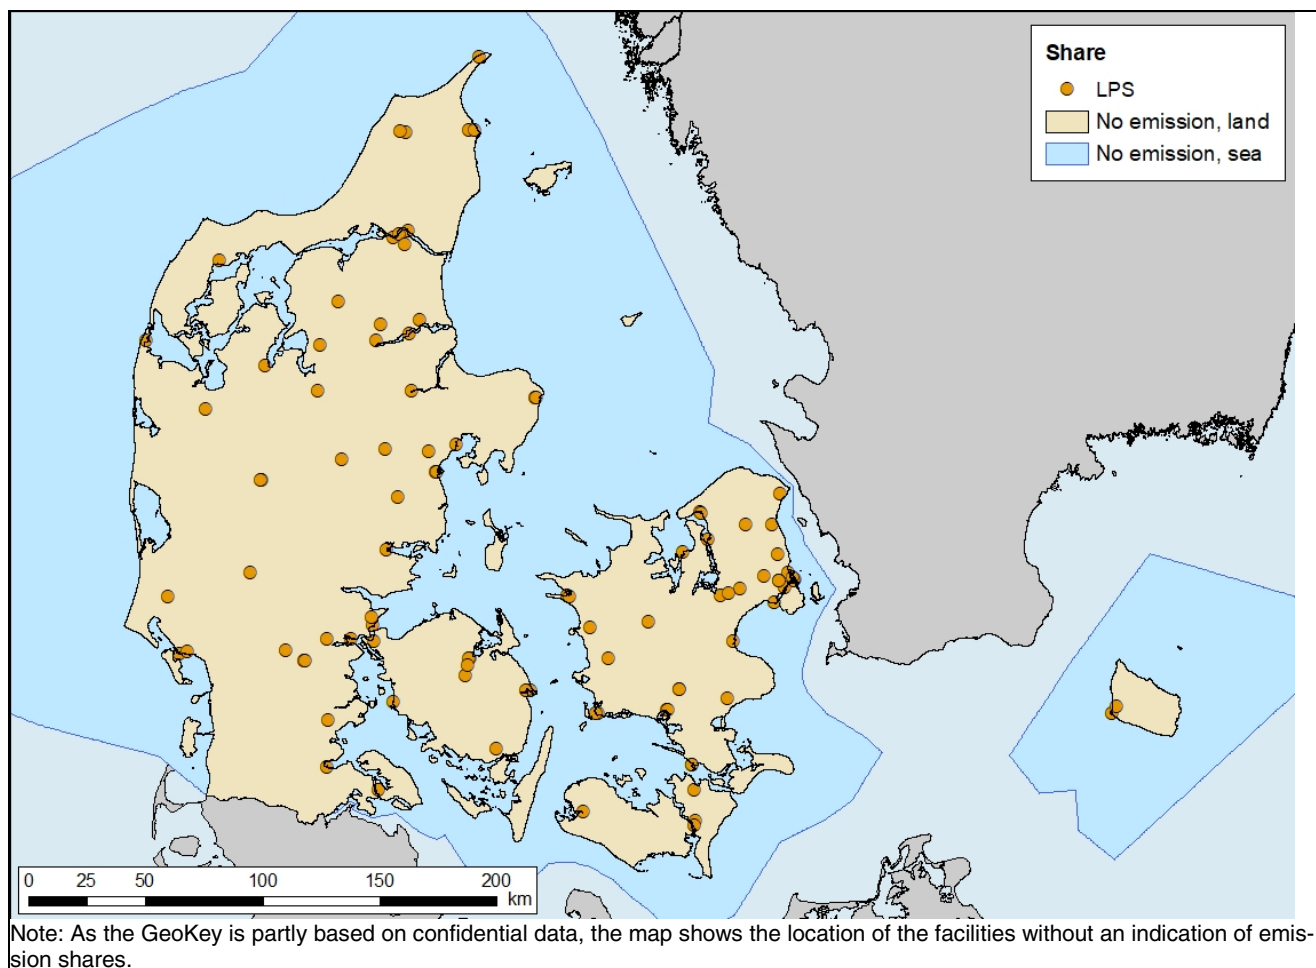 Share
LPS
No emission, land
No emission, sea
0 25 50 100 150 200
km
Note: As the GeoKey is partly based on confidential data, the map shows the location of the facilities without an indication of emis-
sion shares.